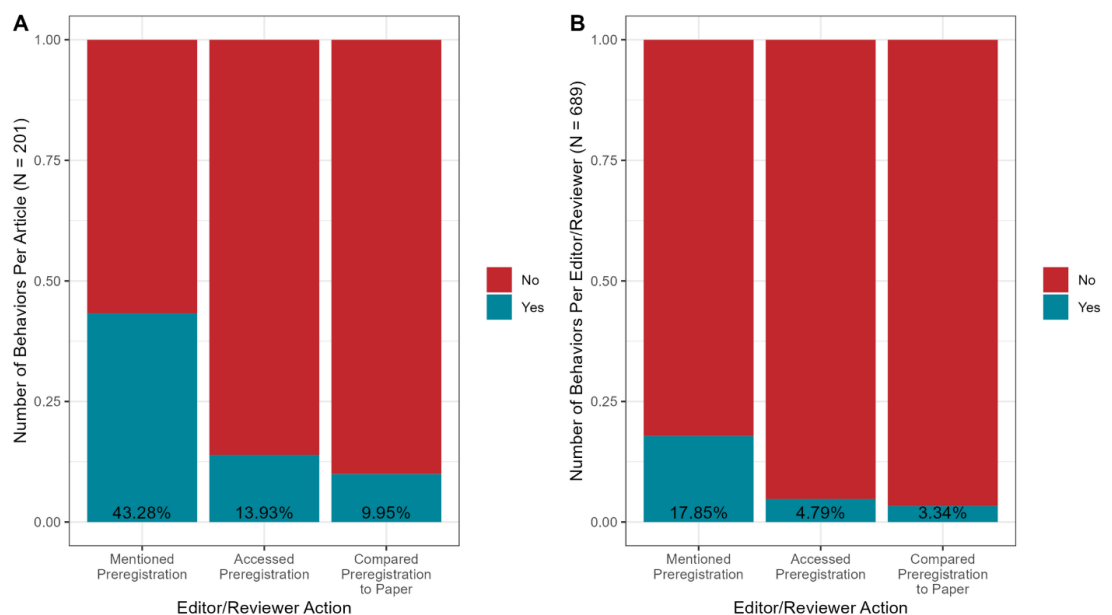 A
Number of Behaviors Per Article (N = 201)
1.00
0.75
0.50
0.25
0.00
43.28%
13.93%
9.95%
Mentioned
Preregistration
Accessed
Preregistration
Compared
Preregistration
to Paper
Editor/Reviewer Action
No
Yes
B
Number of Behaviors Per Editor/Reviewer (N = 689)
1.00
0.75
0.50
0.25
0.00
17.85%
4.79%
3.34%
Mentioned
Preregistration
Accessed
Preregistration
Compared
Preregistration
to Paper
Editor/Reviewer Action
No
Yes